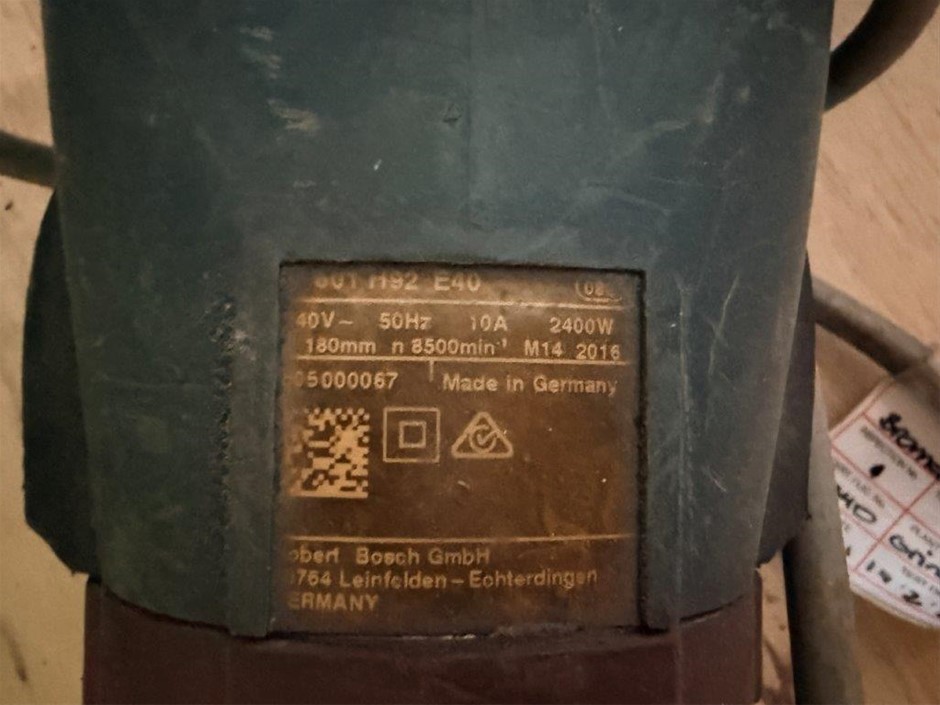 601 H92 E40
40V~ 50Hz 10A 2400W
180mm n 8500min⁻¹ M14 2016
05000067 Made in Germany
obert Bosch GmbH
764 Leinfelden – Echterdingen
ERMANY